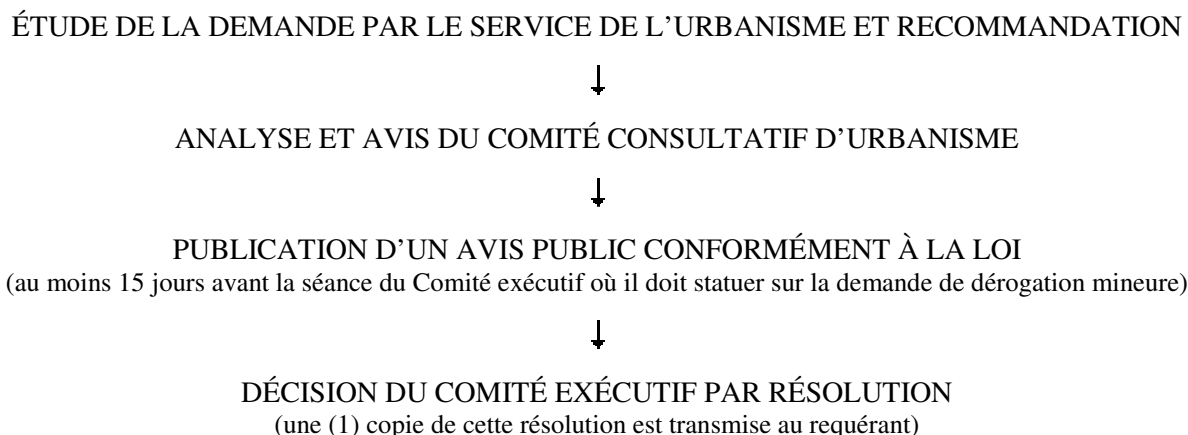 ÉTUDE DE LA DEMANDE PAR LE SERVICE DE L'URBANISME ET RECOMMANDATION
ANALYSE ET AVIS DU COMITÉ CONSULTATIF D'URBANISME
PUBLICATION D'UN AVIS PUBLIC CONFORMÉMENT À LA LOI
(au moins 15 jours avant la séance du Comité exécutif où il doit statuer sur la demande de dérogation mineure)
DÉCISION DU COMITÉ EXÉCUTIF PAR RÉSOLUTION
(une (1) copie de cette résolution est transmise au requérant)